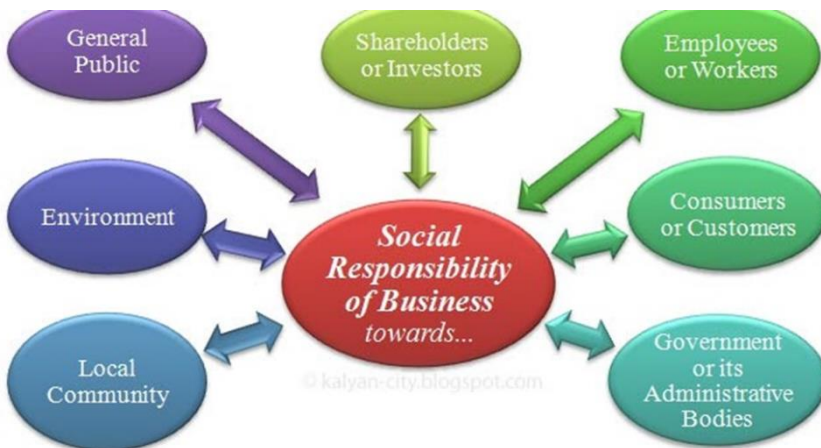 General
Public
Shareholders
or Investors
Employees
or Workers
Environment
Social
Responsibility
of Business
towards...
Consumers
or Customers
Local
Community
Government
or its
Administrative
Bodies
© kalyan-city.blogspot.com